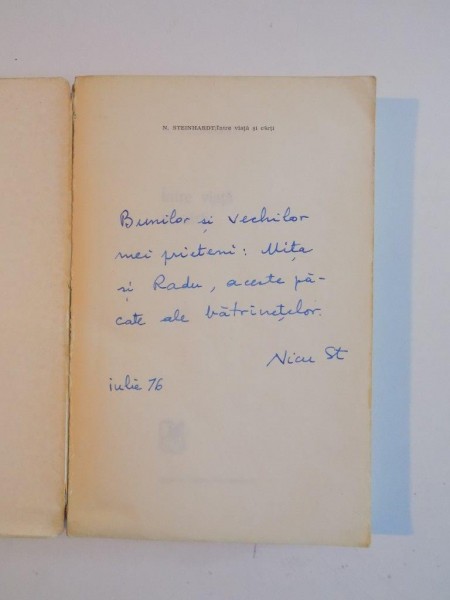 N. STEINHARDT/Între viață și cărți
Bunilor și vechilor
mei prieteni: Mița
și Radu, aceste pă-
cate ale bătrînețelor.
Nicu St
iulie 76